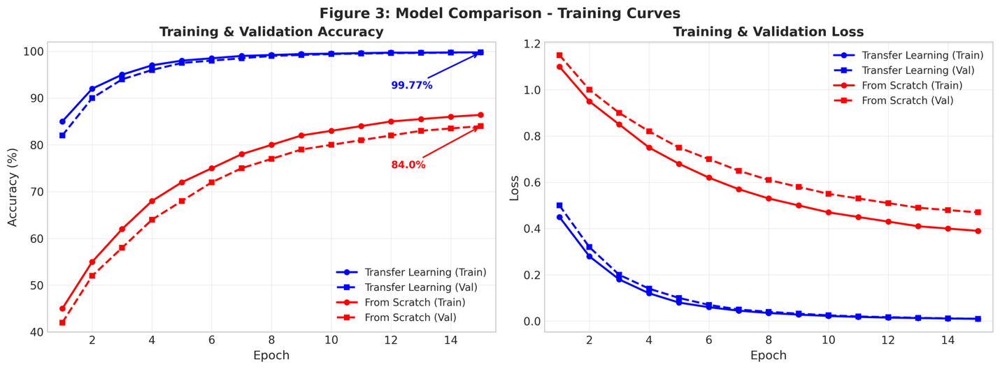 Figure 3: Model Comparison - Training Curves
Training & Validation Accuracy
Accuracy (%)
100
90
80
70
60
50
40
99.77%
84.0%
Transfer Learning (Train)
Transfer Learning (Val)
From Scratch (Train)
From Scratch (Val)
2 4 6 8 10 12 14
Epoch
Training & Validation Loss
Loss
1.2
1.0
0.8
0.6
0.4
0.2
0.0
Transfer Learning (Train)
Transfer Learning (Val)
From Scratch (Train)
From Scratch (Val)
2 4 6 8 10 12 14
Epoch